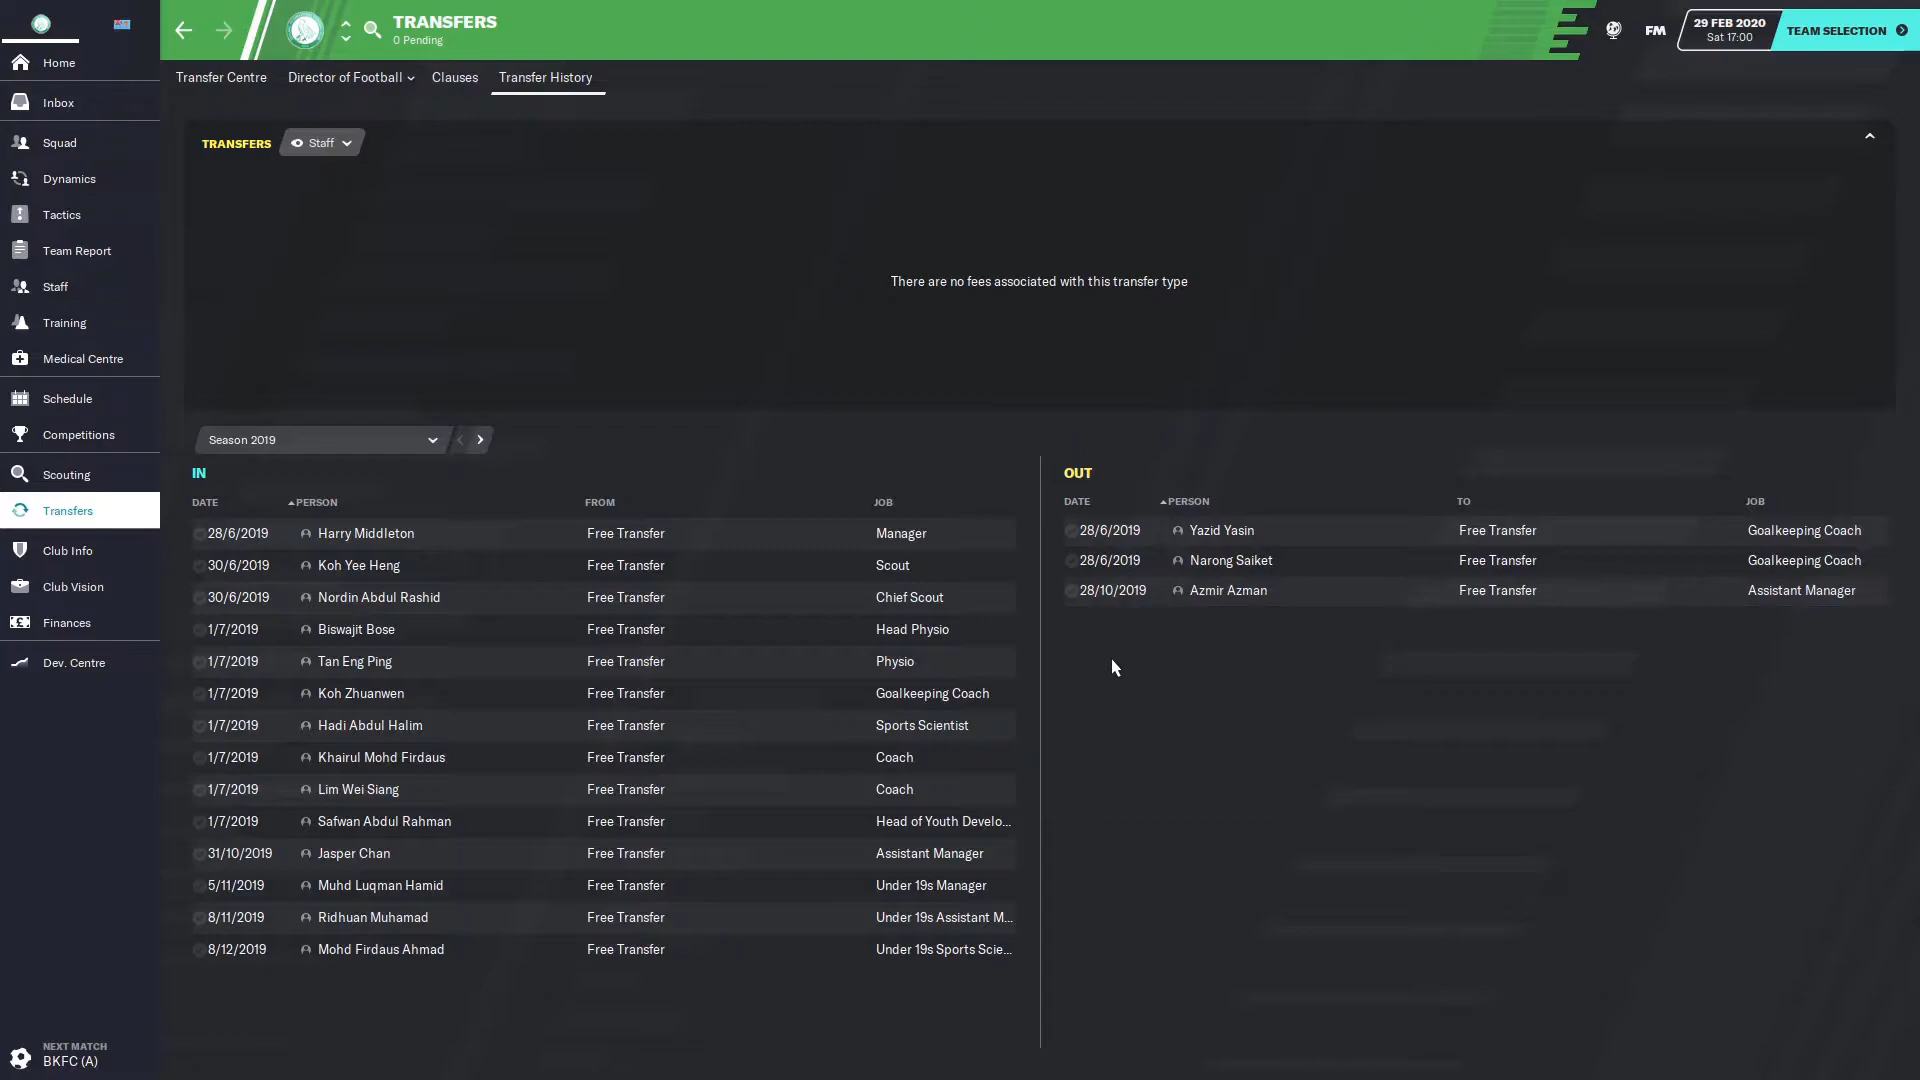 TRANSFERS
0 Pending
FM
29 FEB 2020
Sat 17:00
TEAM SELECTION
Home
Inbox
Squad
Dynamics
Tactics
Team Report
Staff
Training
Medical Centre
Schedule
Competitions
Scouting
Transfers
Club Info
Club Vision
Finances
Dev. Centre
NEXT MATCH
BKFC (A)
Transfer Centre
Director of Football
Clauses
Transfer History
TRANSFERS
Staff
There are no fees associated with this transfer type
Season 2019
IN
DATE PERSON FROM JOB
28/6/2019 Harry Middleton Free Transfer Manager
30/6/2019 Koh Yee Heng Free Transfer Scout
30/6/2019 Nordin Abdul Rashid Free Transfer Chief Scout
1/7/2019 Biswajit Bose Free Transfer Head Physio
1/7/2019 Tan Eng Ping Free Transfer Physio
1/7/2019 Koh Zhuanwen Free Transfer Goalkeeping Coach
1/7/2019 Hadi Abdul Halim Free Transfer Sports Scientist
1/7/2019 Khairul Mohd Firdaus Free Transfer Coach
1/7/2019 Lim Wei Siang Free Transfer Coach
1/7/2019 Safwan Abdul Rahman Free Transfer Head of Youth Develo...
31/10/2019 Jasper Chan Free Transfer Assistant Manager
5/11/2019 Muhd Luqman Hamid Free Transfer Under 19s Manager
8/11/2019 Ridhuan Muhamad Free Transfer Under 19s Assistant M...
8/12/2019 Mohd Firdaus Ahmad Free Transfer Under 19s Sports Scie...
OUT
DATE PERSON TO JOB
28/6/2019 Yazid Yasin Free Transfer Goalkeeping Coach
28/6/2019 Narong Saiket Free Transfer Goalkeeping Coach
28/10/2019 Azmir Azman Free Transfer Assistant Manager